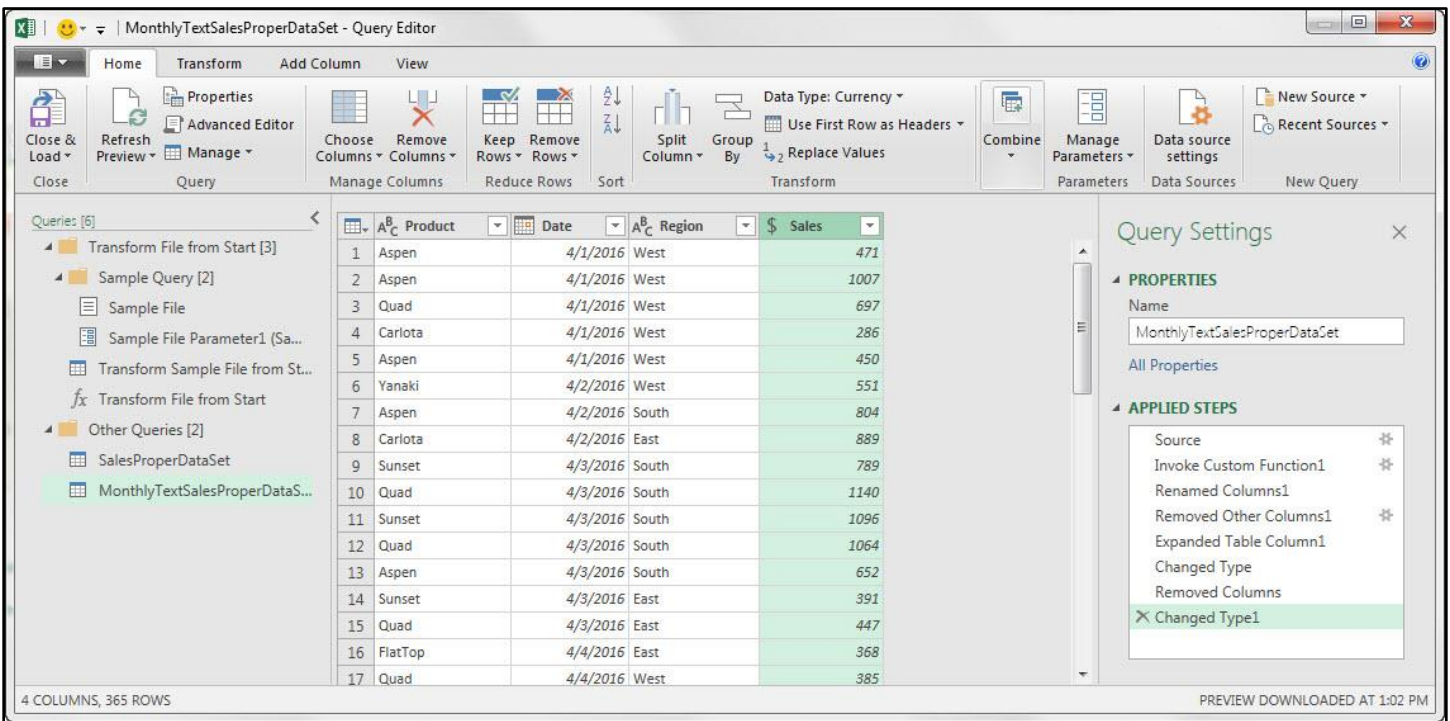 MonthlyTextSalesProperDataSet - Query Editor
Home Transform Add Column View
Close & Load
Refresh Preview
Properties
Advanced Editor
Manage
Choose Columns
Remove Columns
Keep Rows
Remove Rows
Split Column
Group By
Data Type: Currency
Use First Row as Headers
Replace Values
Combine
Manage Parameters
Data source settings
New Source
Recent Sources
Close Query Manage Columns Reduce Rows Sort Transform Parameters Data Sources New Query
Queries [6]
Transform File from Start [3]
Sample Query [2]
Sample File
Sample File Parameter1 (Sa...
Transform Sample File from St...
fx Transform File from Start
Other Queries [2]
SalesProperDataSet
MonthlyTextSalesProperDataS...
ABC Product Date ABC Region $ Sales
1 Aspen 4/1/2016 West 471
2 Aspen 4/1/2016 West 1007
3 Quad 4/1/2016 West 697
4 Carlota 4/1/2016 West 286
5 Aspen 4/1/2016 West 450
6 Yanaki 4/2/2016 West 551
7 Aspen 4/2/2016 South 804
8 Carlota 4/2/2016 East 889
9 Sunset 4/3/2016 South 789
10 Quad 4/3/2016 South 1140
11 Sunset 4/3/2016 South 1096
12 Quad 4/3/2016 South 1064
13 Aspen 4/3/2016 South 652
14 Sunset 4/3/2016 East 391
15 Quad 4/3/2016 East 447
16 FlatTop 4/4/2016 East 368
17 Quad 4/4/2016 West 385
Query Settings
PROPERTIES
Name
MonthlyTextSalesProperDataSet
All Properties
APPLIED STEPS
Source
Invoke Custom Function1
Renamed Columns1
Removed Other Columns1
Expanded Table Column1
Changed Type
Removed Columns
Changed Type1
4 COLUMNS, 365 ROWS
PREVIEW DOWNLOADED AT 1:02 PM